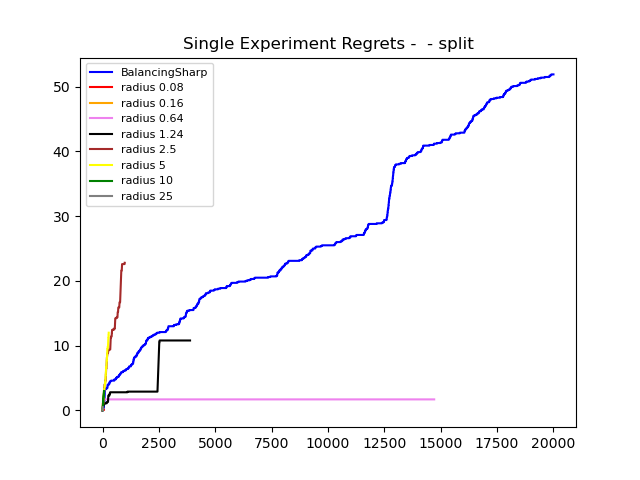 Single Experiment Regrets -  - split
BalancingSharp
radius 0.08
radius 0.16
radius 0.64
radius 1.24
radius 2.5
radius 5
radius 10
radius 25
50
40
30
20
10
0
0 2500 5000 7500 10000 12500 15000 17500 20000